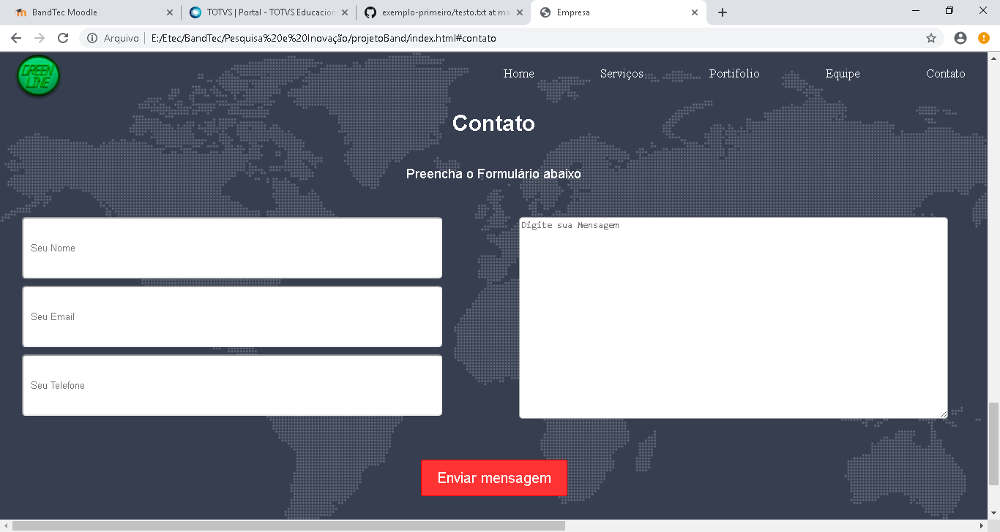 BandTec Moodle
TOTVS | Portal - TOTVS Educacion
exemplo-primeiro/testo.txt at ma
Empresa
Arquivo
E:/Etec/BandTec/Pesquisa%20e%20Inovação/projetoBand/index.html#contato
GREEN
LINE
Home
Serviços
Portifolio
Equipe
Contato
Contato
Preencha o Formulário abaixo
Seu Nome
Digite sua Mensagem
Seu Email
Seu Telefone
Enviar mensagem